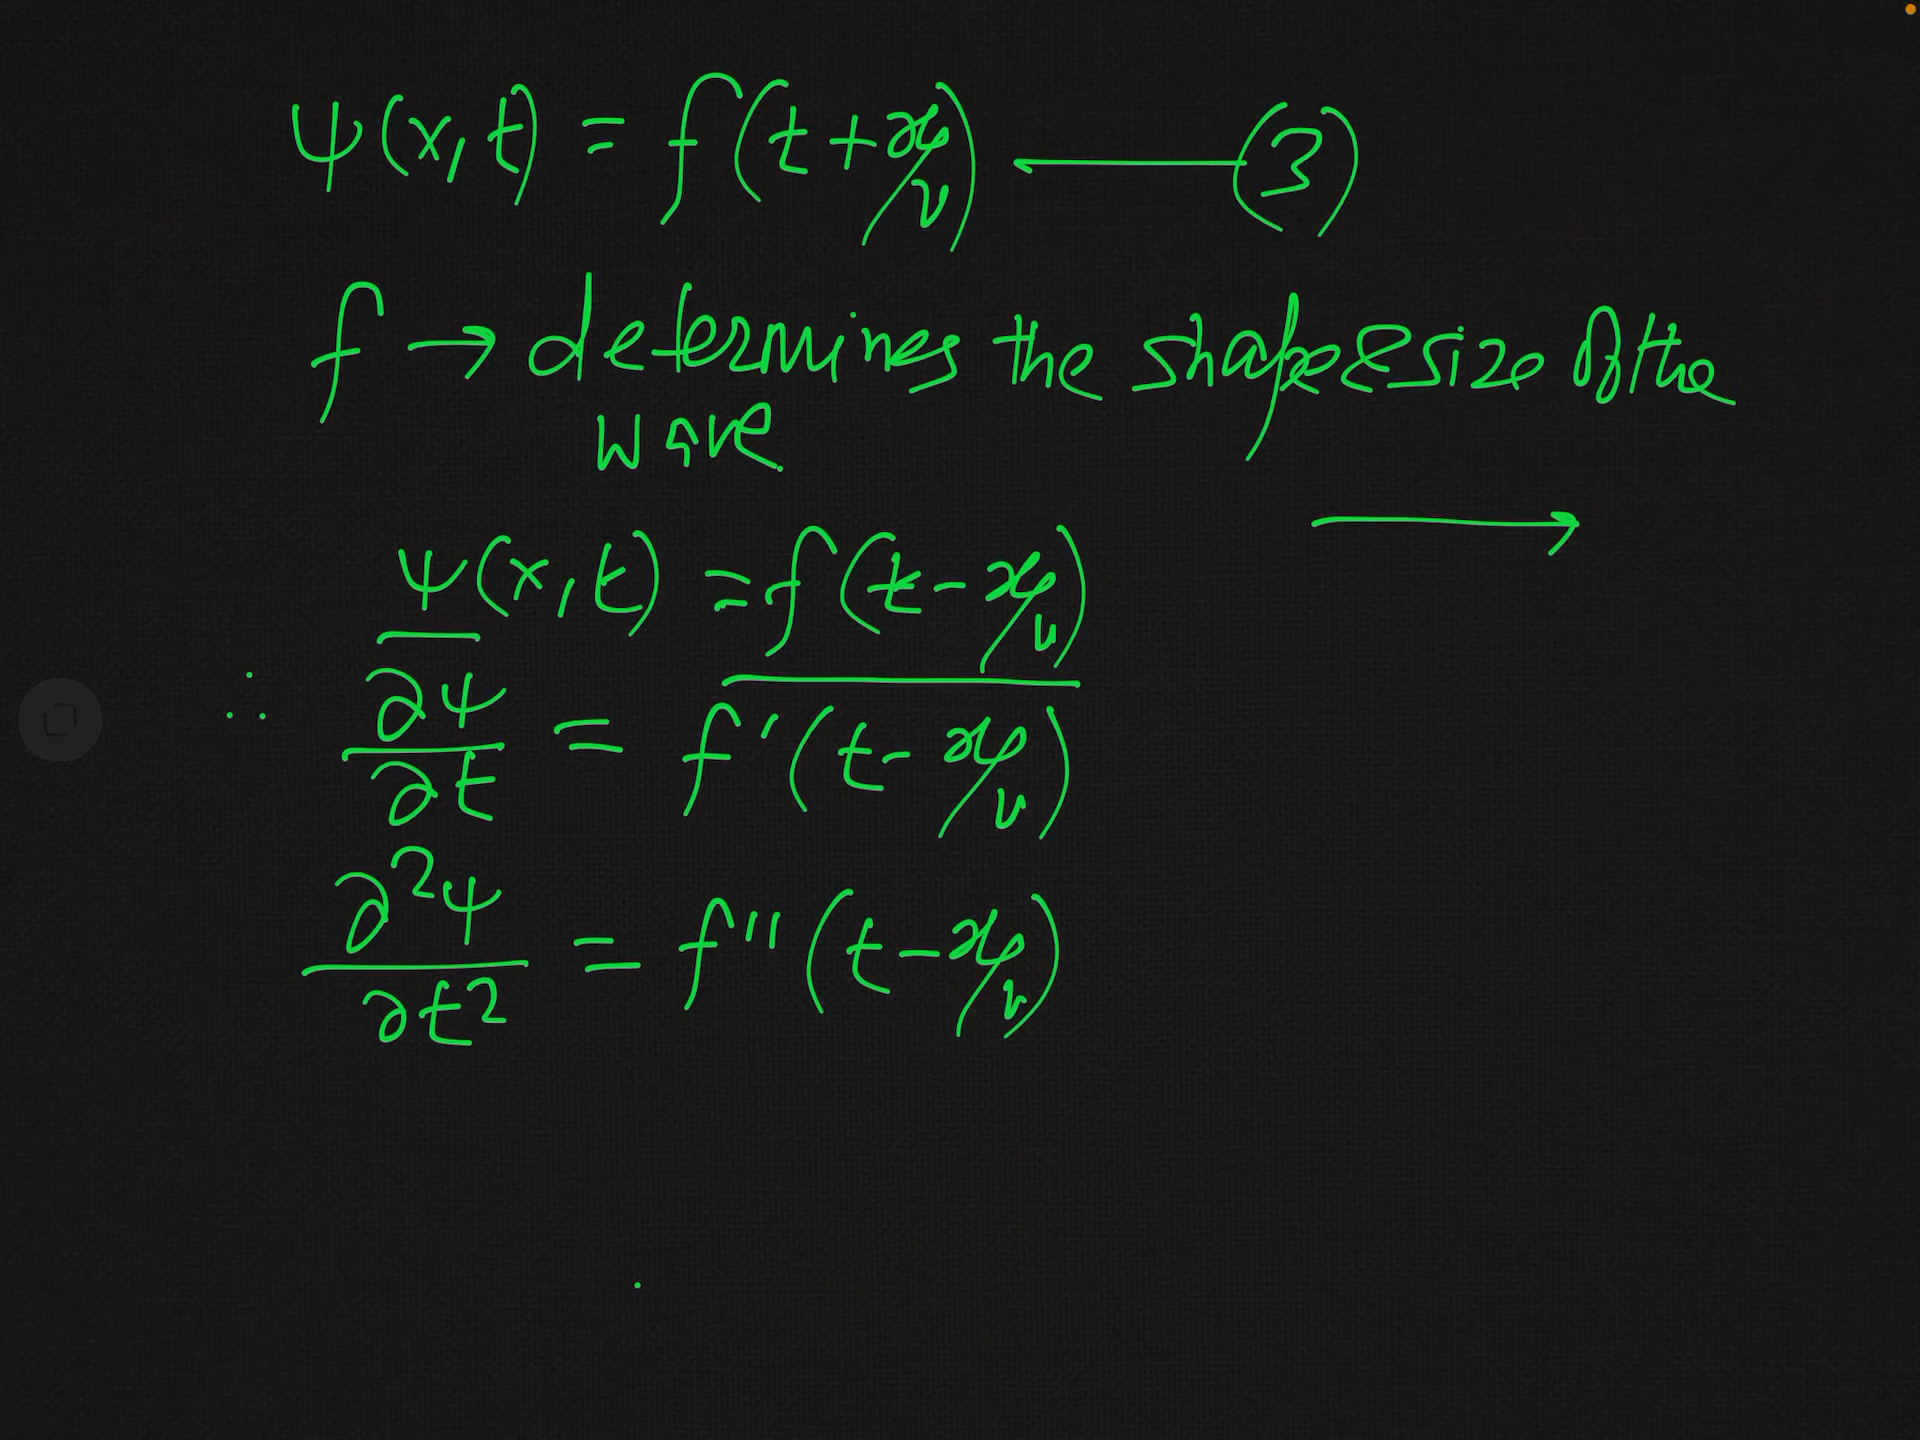 ψ(x,t) = f(t+x/v) ← (3)
f → determines the shape & size of the
wave.
ψ(x,t) = f(t-x/v) →
∴ ∂ψ/∂t = f'(t-x/v)
∂²ψ/∂t² = f''(t-x/v)